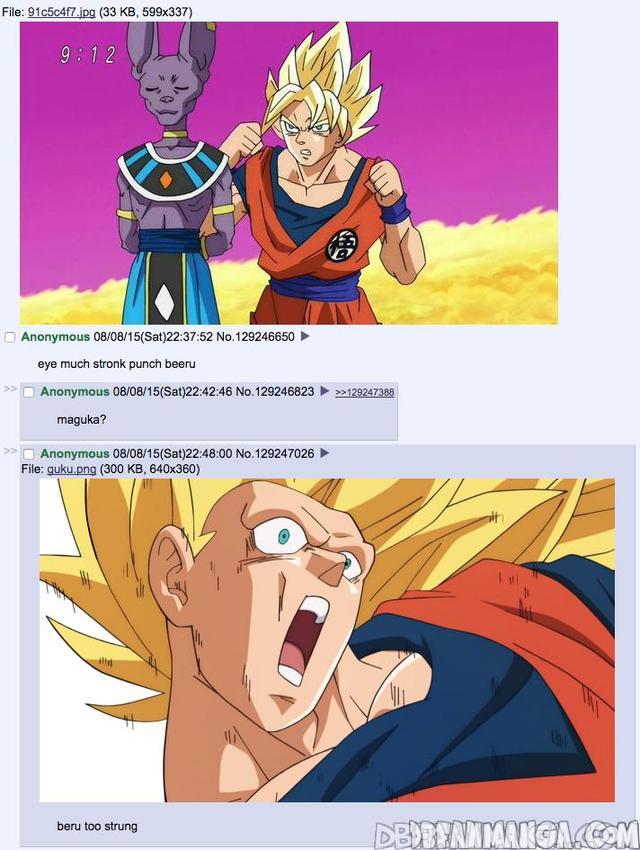 File: 91c5c4f7.jpg (33 KB, 599x337)
9:12
悟
Anonymous 08/08/15(Sat)22:37:52 No.129246650 ▶
eye much stronk punch beeru
>> Anonymous 08/08/15(Sat)22:42:46 No.129246823 ▶ >>129247388
maguka?
>> Anonymous 08/08/15(Sat)22:48:00 No.129247026 ▶
File: guku.png (300 KB, 640x360)
beru too strung